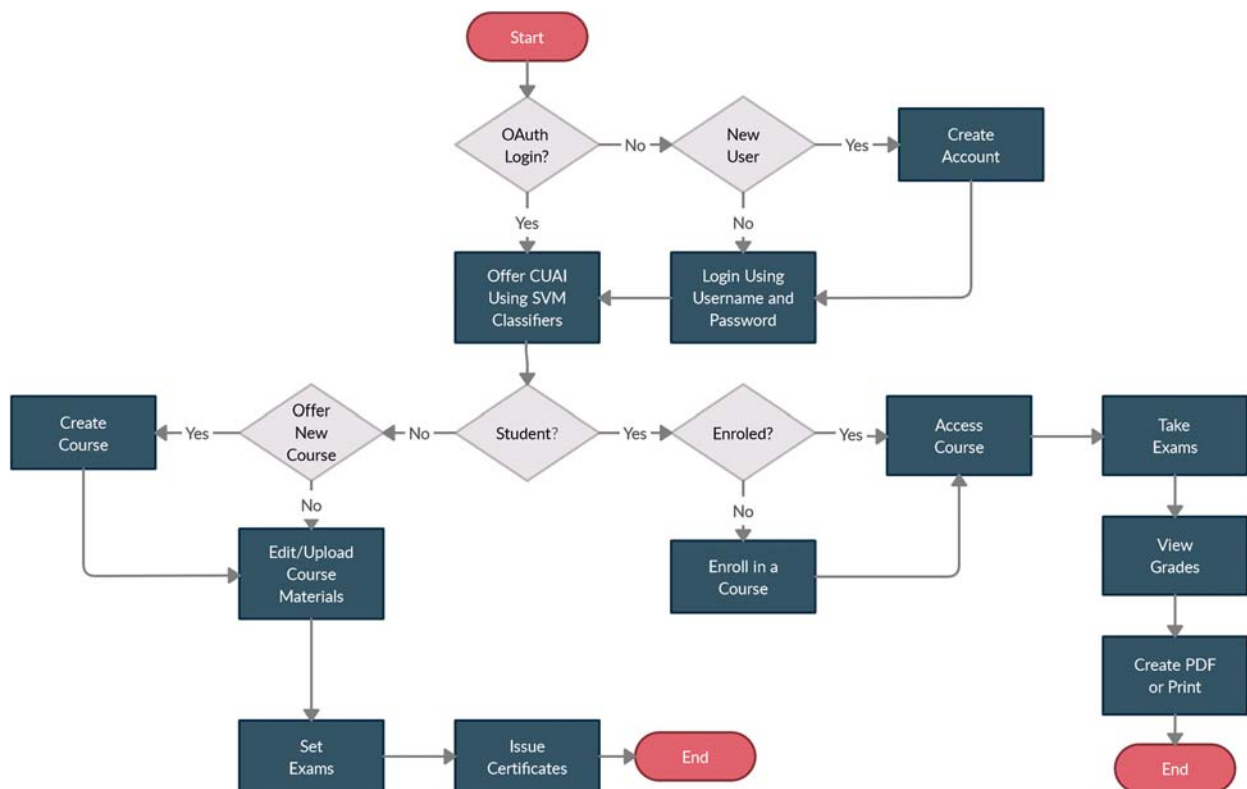 Start
OAuth
Login?
No
New
User
Yes
Create
Account
Yes
No
Offer CUAI
Using SVM
Classifiers
Login Using
Username and
Password
Create
Course
Yes
Offer
New
Course
No
Student?
Yes
Enroled?
Yes
Access
Course
Take
Exams
No
No
Edit/Upload
Course
Materials
Enroll in a
Course
View
Grades
Create PDF
or Print
Set
Exams
Issue
Certificates
End
End